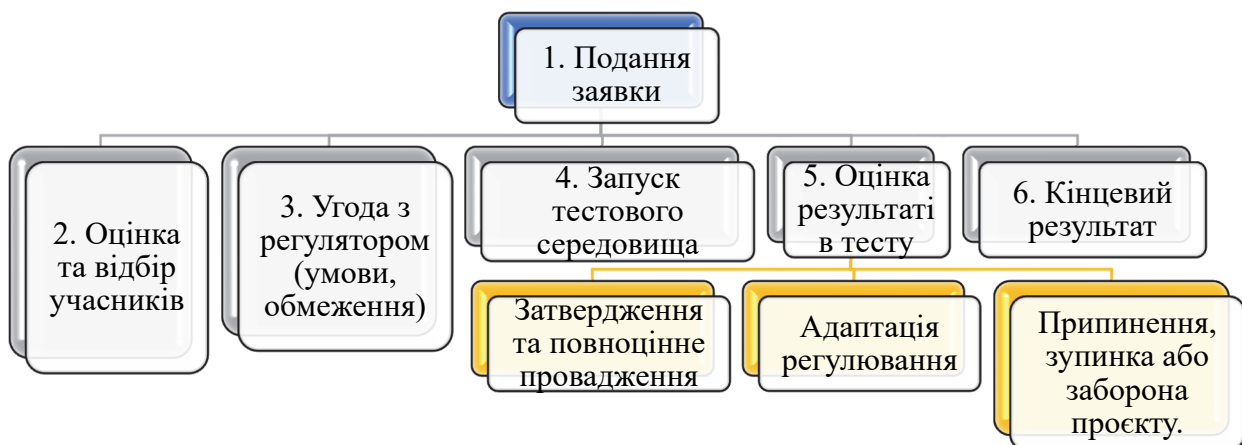 1. Подання
заявки
2. Оцінка
та відбір
учасників
3. Угода з
регулятором
(умови,
обмеження)
4. Запуск
тестового
середовища
5. Оцінка
результаті
в тесту
6. Кінцевий
результат
Затвердження
та повноцінне
провадження
Адаптація
регулювання
Припинення,
зупинка або
заборона
проєкту.